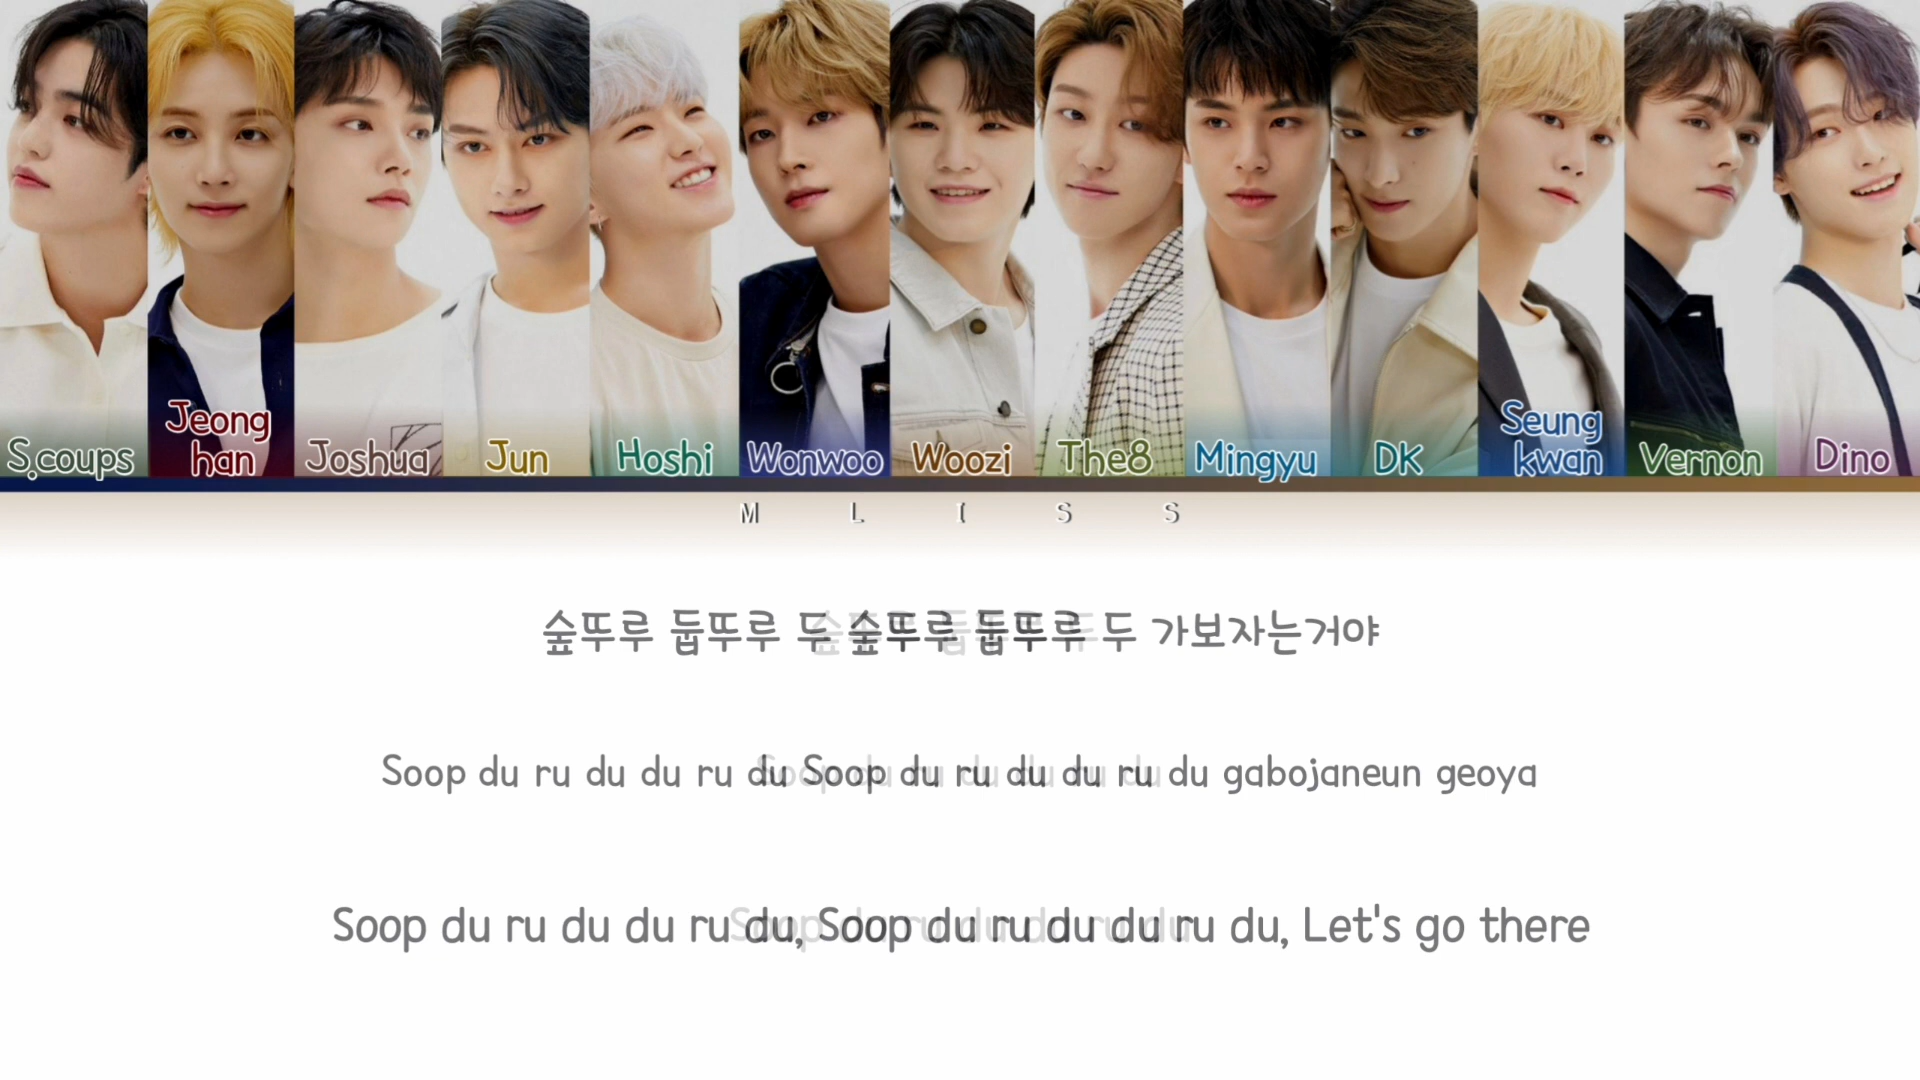 S.coups
Jeong
han
Joshua
Jun
Hoshi
Wonwoo
Woozi
The8
Mingyu
DK
Seung
kwan
Vernon
Dino
M L I S S
숲뚜루 둡뚜루 두 숲뚜루 둡뚜루 두 가보자는거야
Soop du ru du du ru du Soop du ru du du ru du gabojaneun geoya
Soop du ru du du ru du, Soop du ru du du ru du, Let's go there